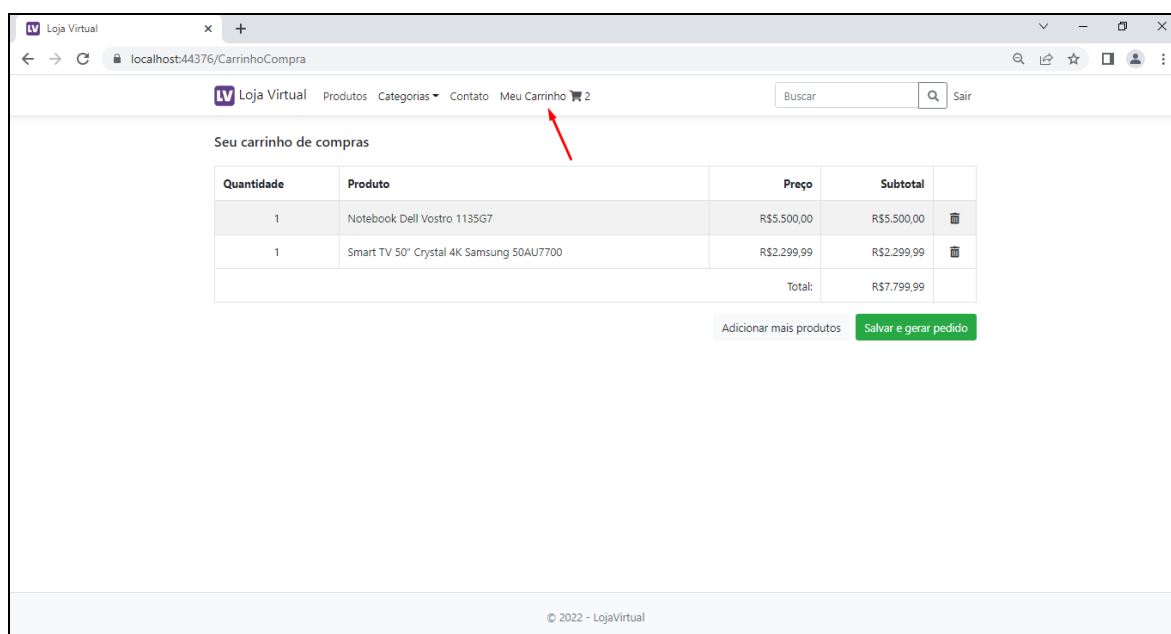 LV Loja Virtual
localhost:44376/CarrinhoCompra
LV Loja Virtual Produtos Categorias Contato Meu Carrinho 2 Buscar Sair
Seu carrinho de compras
Quantidade Produto Preço Subtotal
1 Notebook Dell Vostro 1135G7 R$5.500,00 R$5.500,00
1 Smart TV 50" Crystal 4K Samsung 50AU7700 R$2.299,99 R$2.299,99
Total: R$7.799,99
Adicionar mais produtos Salvar e gerar pedido
© 2022 - LojaVirtual